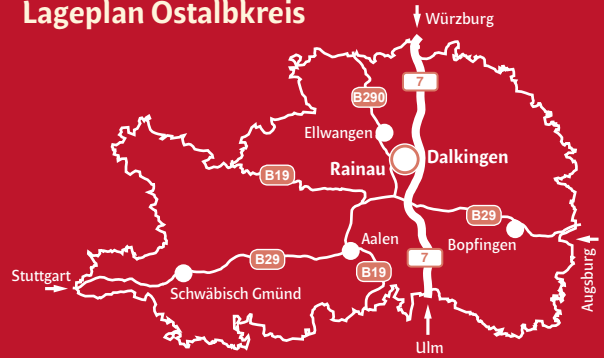 Lageplan Ostalbkreis
Würzburg
7
B290
Ellwangen
Rainau
Dalkingen
B19
B29
Bopfingen
Aalen
B29
7
B19
Stuttgart
Schwäbisch Gmünd
Augsburg
Ulm